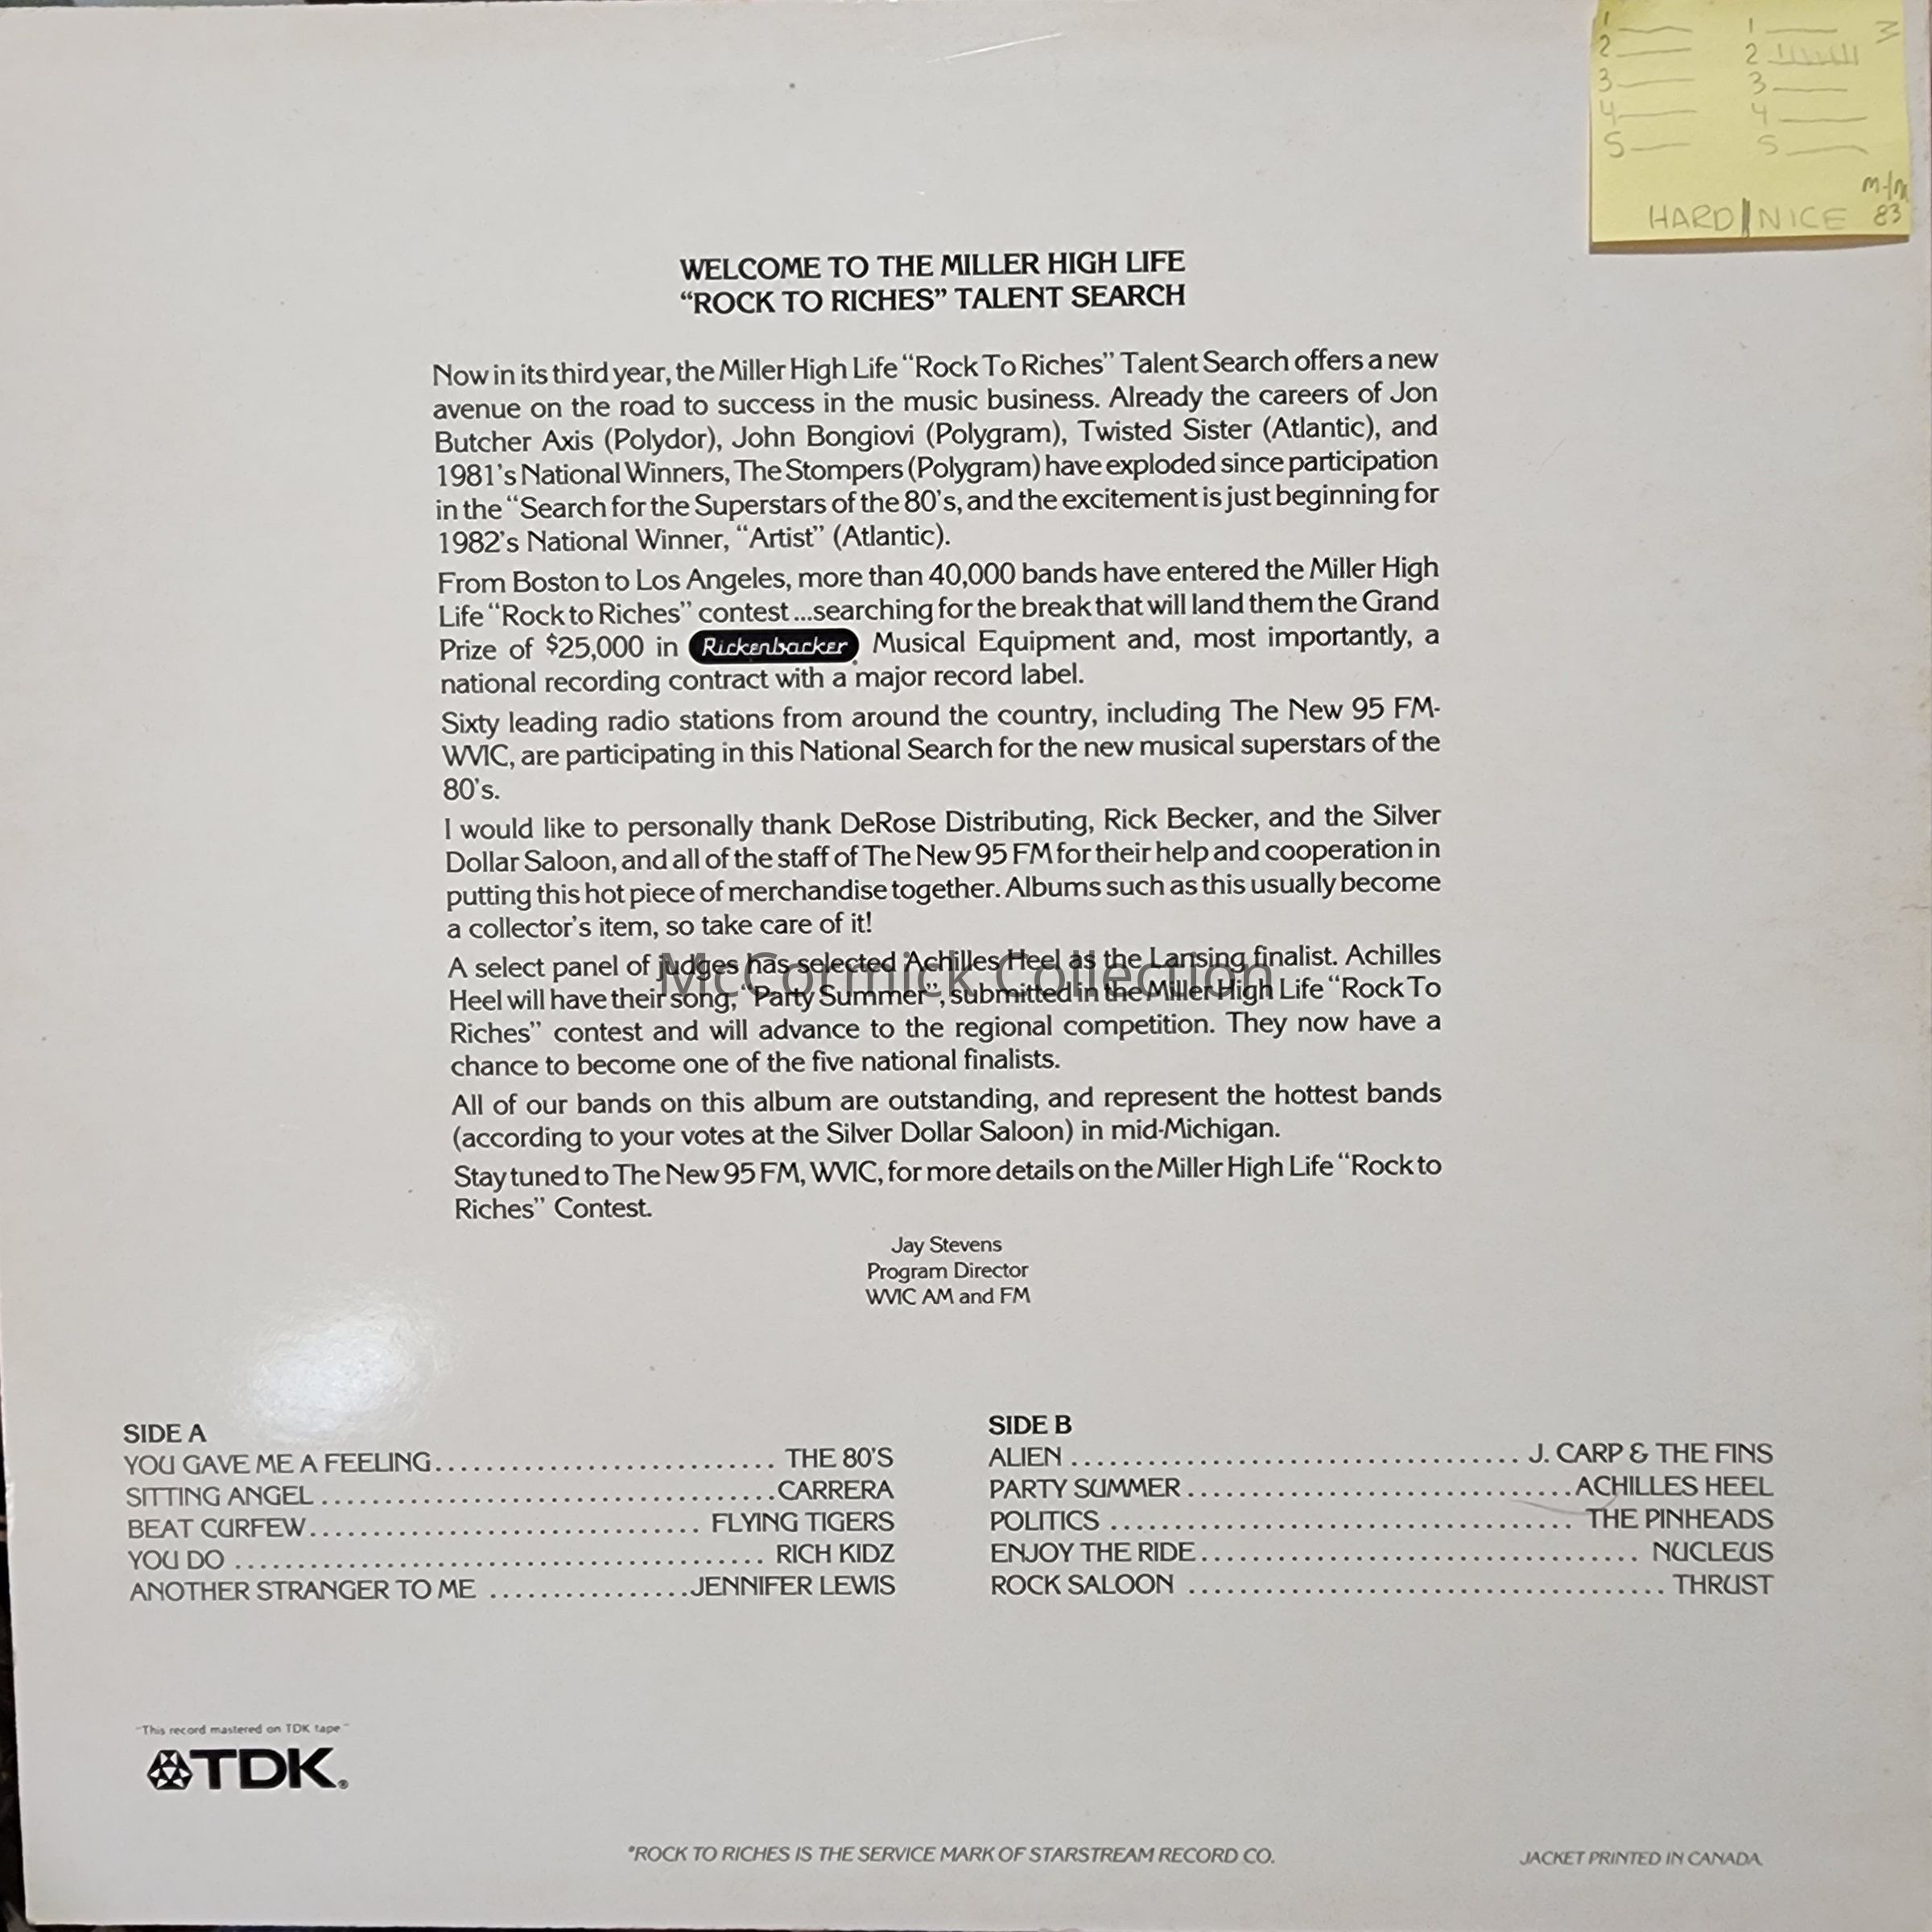 1
2
3
4
5
1
2
3
4
5
M-/M
83
HARD NICE
WELCOME TO THE MILLER HIGH LIFE
“ROCK TO RICHES” TALENT SEARCH
Now in its third year, the Miller High Life “Rock To Riches” Talent Search offers a new
avenue on the road to success in the music business. Already the careers of Jon
Butcher Axis (Polydor), John Bongiovi (Polygram), Twisted Sister (Atlantic), and
1981’s National Winners, The Stompers (Polygram) have exploded since participation
in the “Search for the Superstars of the 80’s, and the excitement is just beginning for
1982’s National Winner, “Artist” (Atlantic).
From Boston to Los Angeles, more than 40,000 bands have entered the Miller High
Life “Rock to Riches” contest...searching for the break that will land them the Grand
Prize of $25,000 in Rickenbacker Musical Equipment and, most importantly, a
national recording contract with a major record label.
Sixty leading radio stations from around the country, including The New 95 FM-
WVIC, are participating in this National Search for the new musical superstars of the
80’s.
I would like to personally thank DeRose Distributing, Rick Becker, and the Silver
Dollar Saloon, and all of the staff of The New 95 FM for their help and cooperation in
putting this hot piece of merchandise together. Albums such as this usually become
a collector’s item, so take care of it!
A select panel of judges has selected Achilles Heel as the Lansing finalist. Achilles
McCormick Collection
Heel will have their song, “Party Summer”, submitted in the Miller High Life “Rock To
Riches” contest and will advance to the regional competition. They now have a
chance to become one of the five national finalists.
All of our bands on this album are outstanding, and represent the hottest bands
(according to your votes at the Silver Dollar Saloon) in mid-Michigan.
Stay tuned to The New 95 FM, WVIC, for more details on the Miller High Life “Rock to
Riches” Contest.
Jay Stevens
Program Director
WVIC AM and FM
SIDE A
YOU GAVE ME A FEELING.......................... THE 80’S
SITTING ANGEL...................................CARRERA
BEAT CURFEW............................. FLYING TIGERS
YOU DO ........................................ RICH KIDZ
ANOTHER STRANGER TO ME ................JENNIFER LEWIS
SIDE B
ALIEN .................................. J. CARP & THE FINS
PARTY SUMMER.............................ACHILLES HEEL
POLITICS ................................... THE PINHEADS
ENJOY THE RIDE................................. NUCLEUS
ROCK SALOON .................................... THRUST
"This record mastered on TDK tape"
TDK®
*ROCK TO RICHES IS THE SERVICE MARK OF STARSTREAM RECORD CO.
JACKET PRINTED IN CANADA